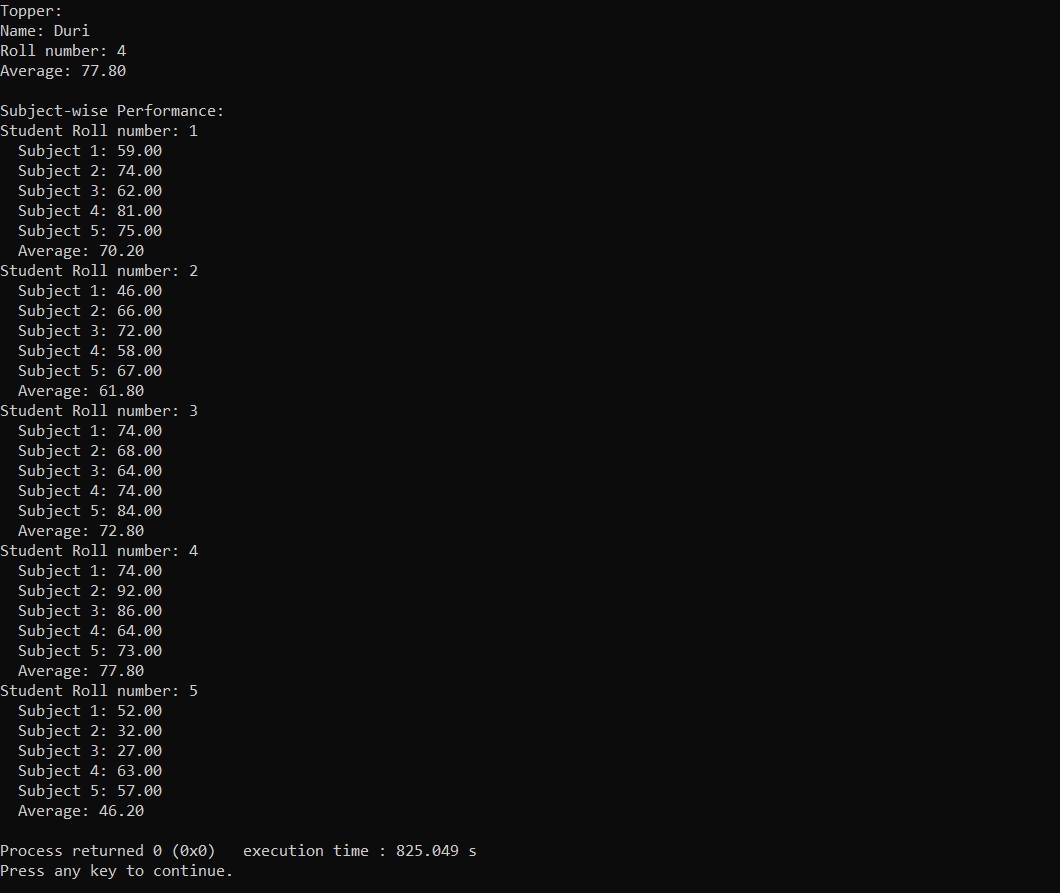 Topper:
Name: Duri
Roll number: 4
Average: 77.80

Subject-wise Performance:
Student Roll number: 1
  Subject 1: 59.00
  Subject 2: 74.00
  Subject 3: 62.00
  Subject 4: 81.00
  Subject 5: 75.00
  Average: 70.20
Student Roll number: 2
  Subject 1: 46.00
  Subject 2: 66.00
  Subject 3: 72.00
  Subject 4: 58.00
  Subject 5: 67.00
  Average: 61.80
Student Roll number: 3
  Subject 1: 74.00
  Subject 2: 68.00
  Subject 3: 64.00
  Subject 4: 74.00
  Subject 5: 84.00
  Average: 72.80
Student Roll number: 4
  Subject 1: 74.00
  Subject 2: 92.00
  Subject 3: 86.00
  Subject 4: 64.00
  Subject 5: 73.00
  Average: 77.80
Student Roll number: 5
  Subject 1: 52.00
  Subject 2: 32.00
  Subject 3: 27.00
  Subject 4: 63.00
  Subject 5: 57.00
  Average: 46.20

Process returned 0 (0x0)   execution time : 825.049 s
Press any key to continue.